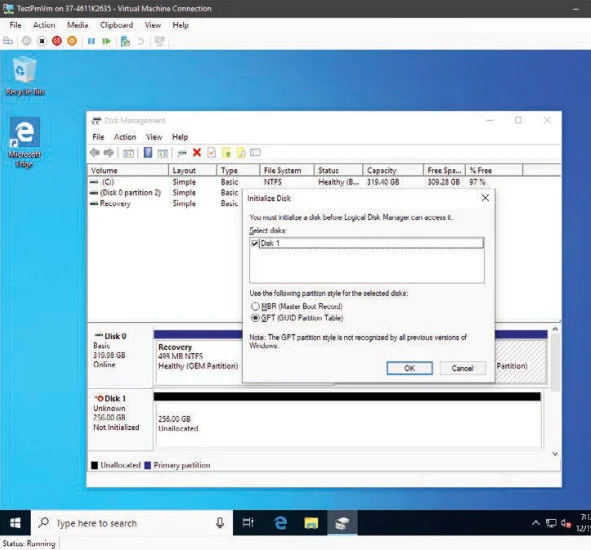 TestPmVm on 37-4611K2635 - Virtual Machine Connection
File Action Media Clipboard View Help
Recycle Bin
Microsoft
Edge
Disk Management
File Action View Help
Volume Layout Type File System Status Capacity Free Spa... % Free
(C:) Simple Basic NTFS Healthy (B... 319.40 GB 309.28 GB 97 %
(Disk 0 partition 2) Simple Basic
Recovery Simple Basic
Initialize Disk
You must initialize a disk before Logical Disk Manager can access it.
Select disks:
Disk 1
Use the following partition style for the selected disks:
MBR (Master Boot Record)
GPT (GUID Partition Table)
Note: The GPT partition style is not recognized by all previous versions of
Windows.
OK Cancel
Disk 0
Basic
319.98 GB
Online
Recovery
499 MB NTFS
Healthy (OEM Partition)
Partition)
Disk 1
Unknown
256.00 GB
Not Initialized
256.00 GB
Unallocated
Unallocated Primary partition
Type here to search
Status: Running